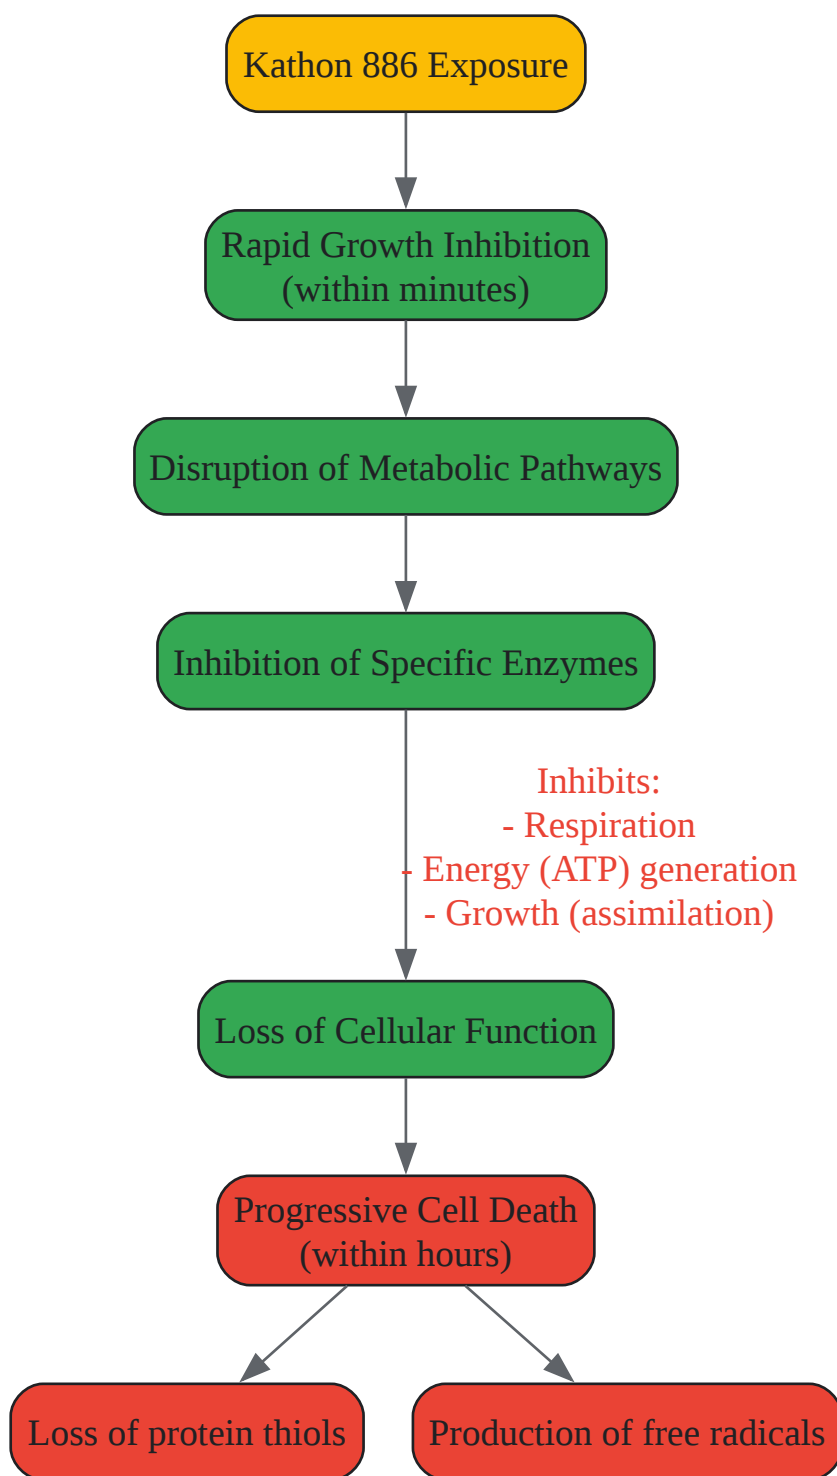 Kathon 886 Exposure
Rapid Growth Inhibition
(within minutes)
Disruption of Metabolic Pathways
Inhibition of Specific Enzymes
Inhibits:
- Respiration
- Energy (ATP) generation
- Growth (assimilation)
Loss of Cellular Function
Progressive Cell Death
(within hours)
Loss of protein thiols
Production of free radicals